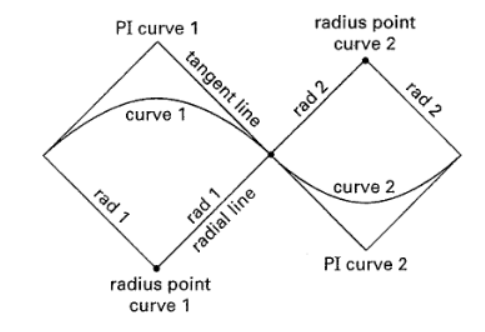 PI curve 1
radius point
curve 2
tangent line
rad 2
rad 2
curve 1
curve 2
rad 1
rad 1
radial line
PI curve 2
radius point
curve 1